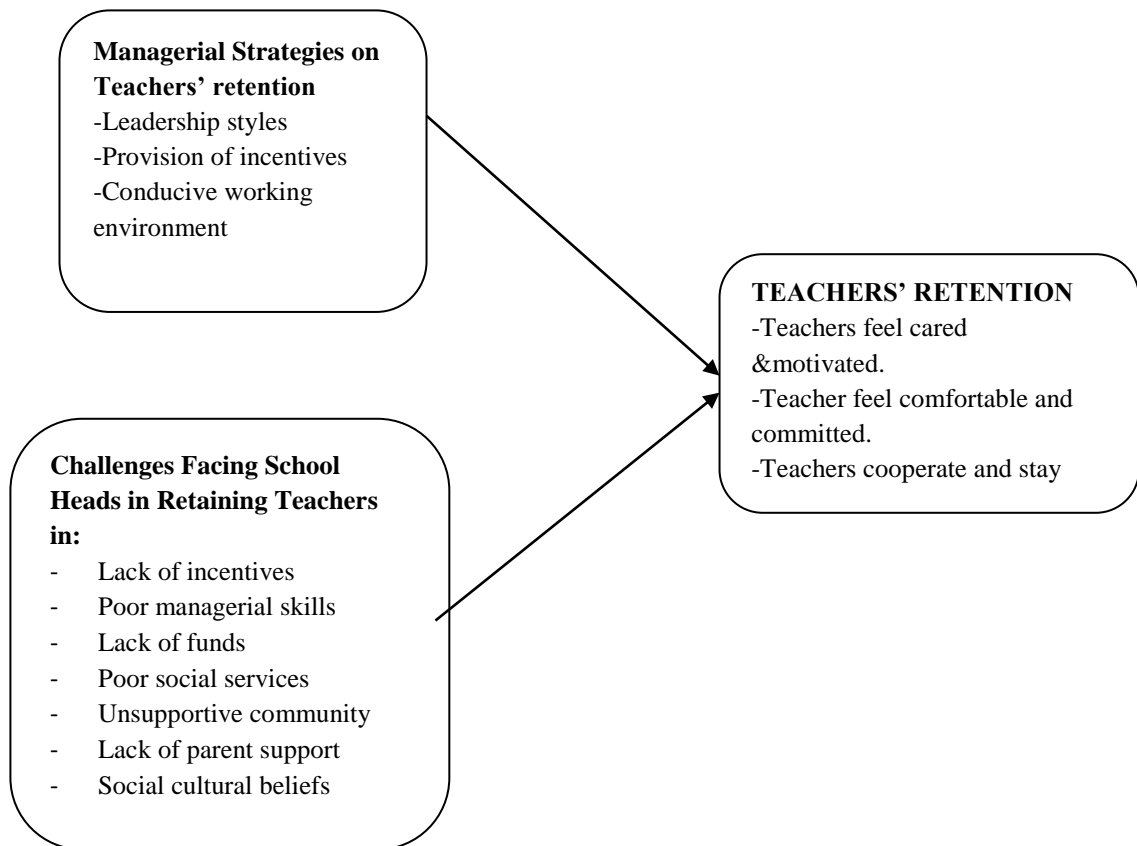 Managerial Strategies on
Teachers’ retention
-Leadership styles
-Provision of incentives
-Conducive working
environment
TEACHERS’ RETENTION
-Teachers feel cared
&motivated.
-Teacher feel comfortable and
committed.
-Teachers cooperate and stay
Challenges Facing School
Heads in Retaining Teachers
in:
- Lack of incentives
- Poor managerial skills
- Lack of funds
- Poor social services
- Unsupportive community
- Lack of parent support
- Social cultural beliefs